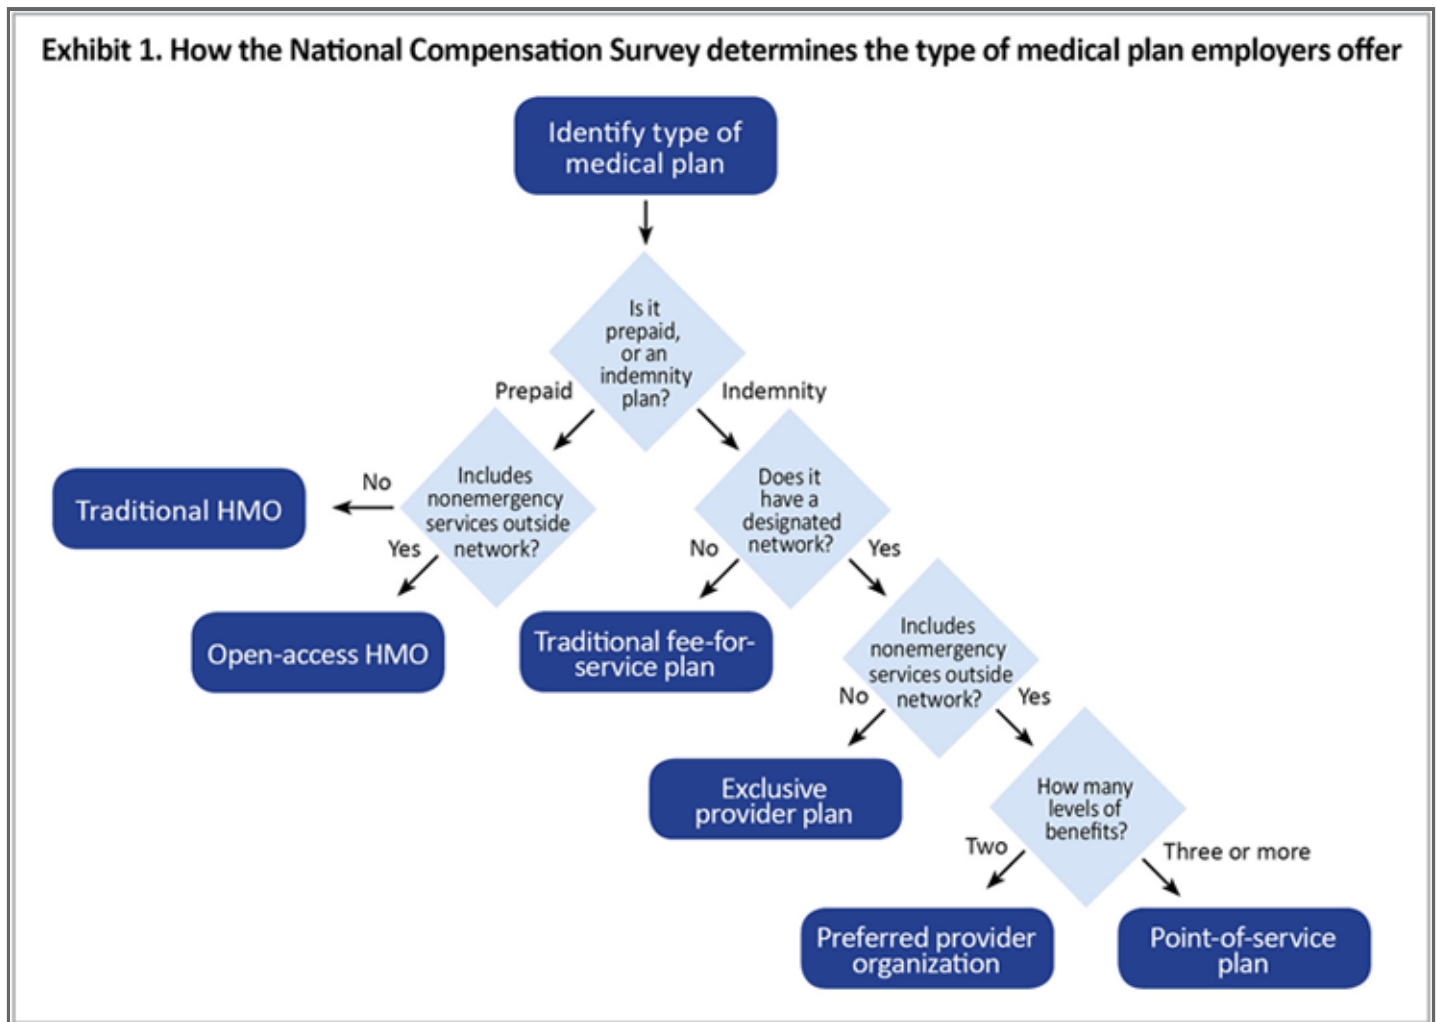 Exhibit 1. How the National Compensation Survey determines the type of medical plan employers offer
Identify type of
medical plan
Is it
prepaid,
or an
indemnity
plan?
Prepaid
Indemnity
Includes
nonemergency
services outside
network?
No
Traditional HMO
Yes
Open-access HMO
Does it
have a
designated
network?
No
Yes
Traditional fee-for-
service plan
Includes
nonemergency
services outside
network?
No
Yes
Exclusive
provider plan
How many
levels of
benefits?
Two
Three or more
Preferred provider
organization
Point-of-service
plan